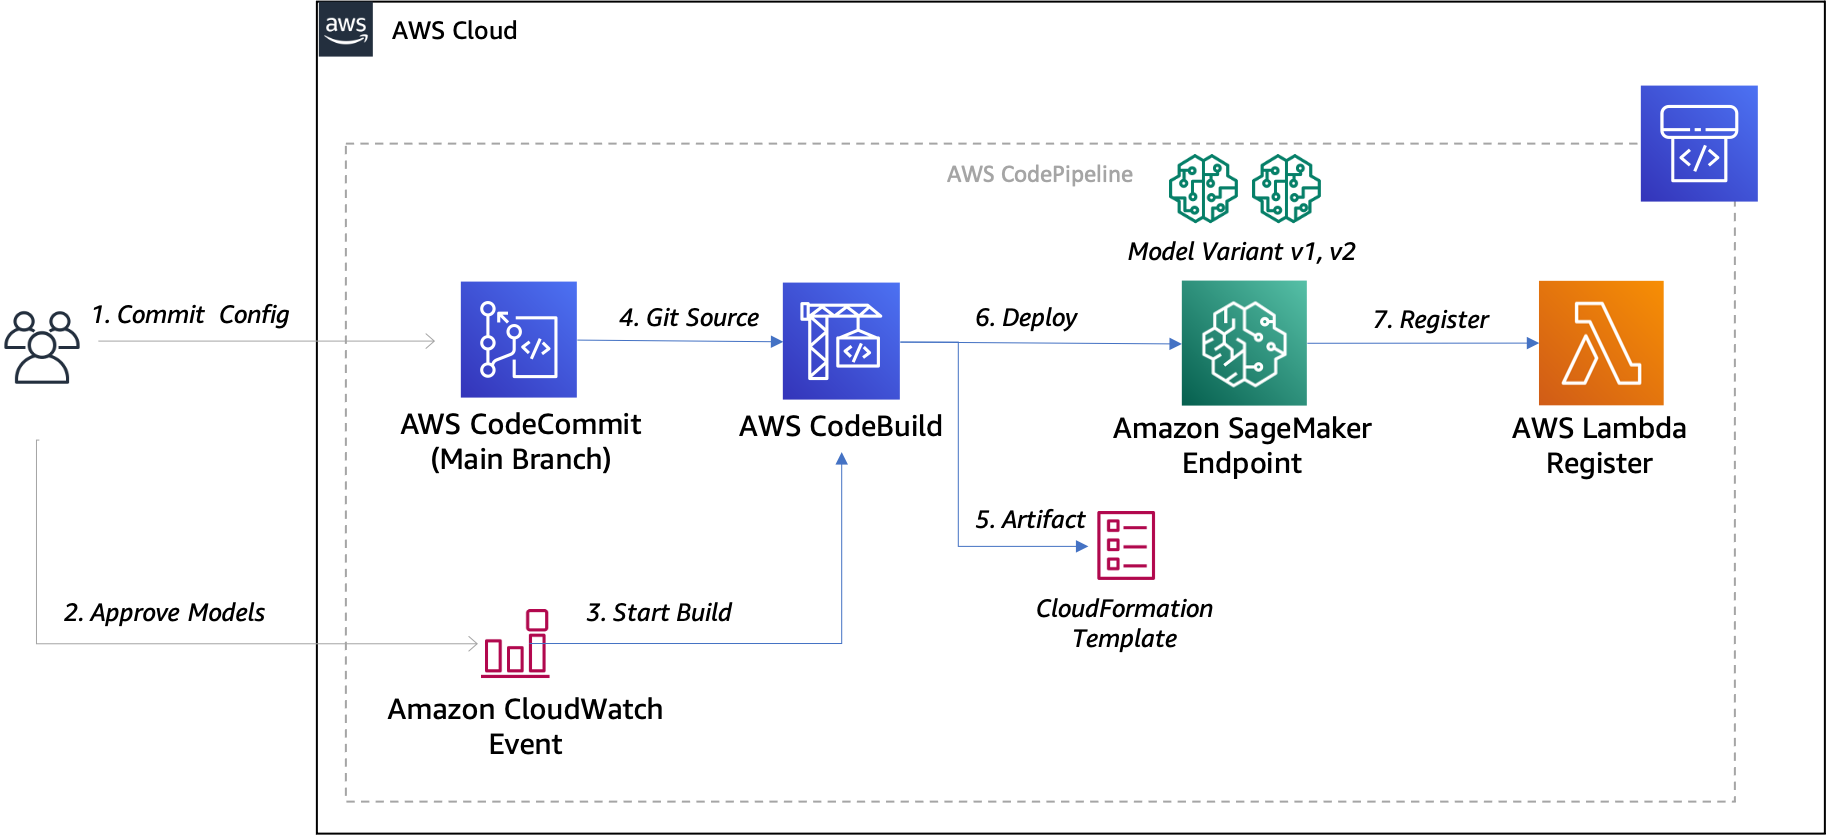 aws
AWS Cloud
AWS CodePipeline
Model Variant v1, v2
1. Commit Config
4. Git Source
6. Deploy
7. Register
AWS CodeCommit
(Main Branch)
AWS CodeBuild
Amazon SageMaker
Endpoint
AWS Lambda
Register
5. Artifact
CloudFormation
Template
2. Approve Models
3. Start Build
Amazon CloudWatch
Event